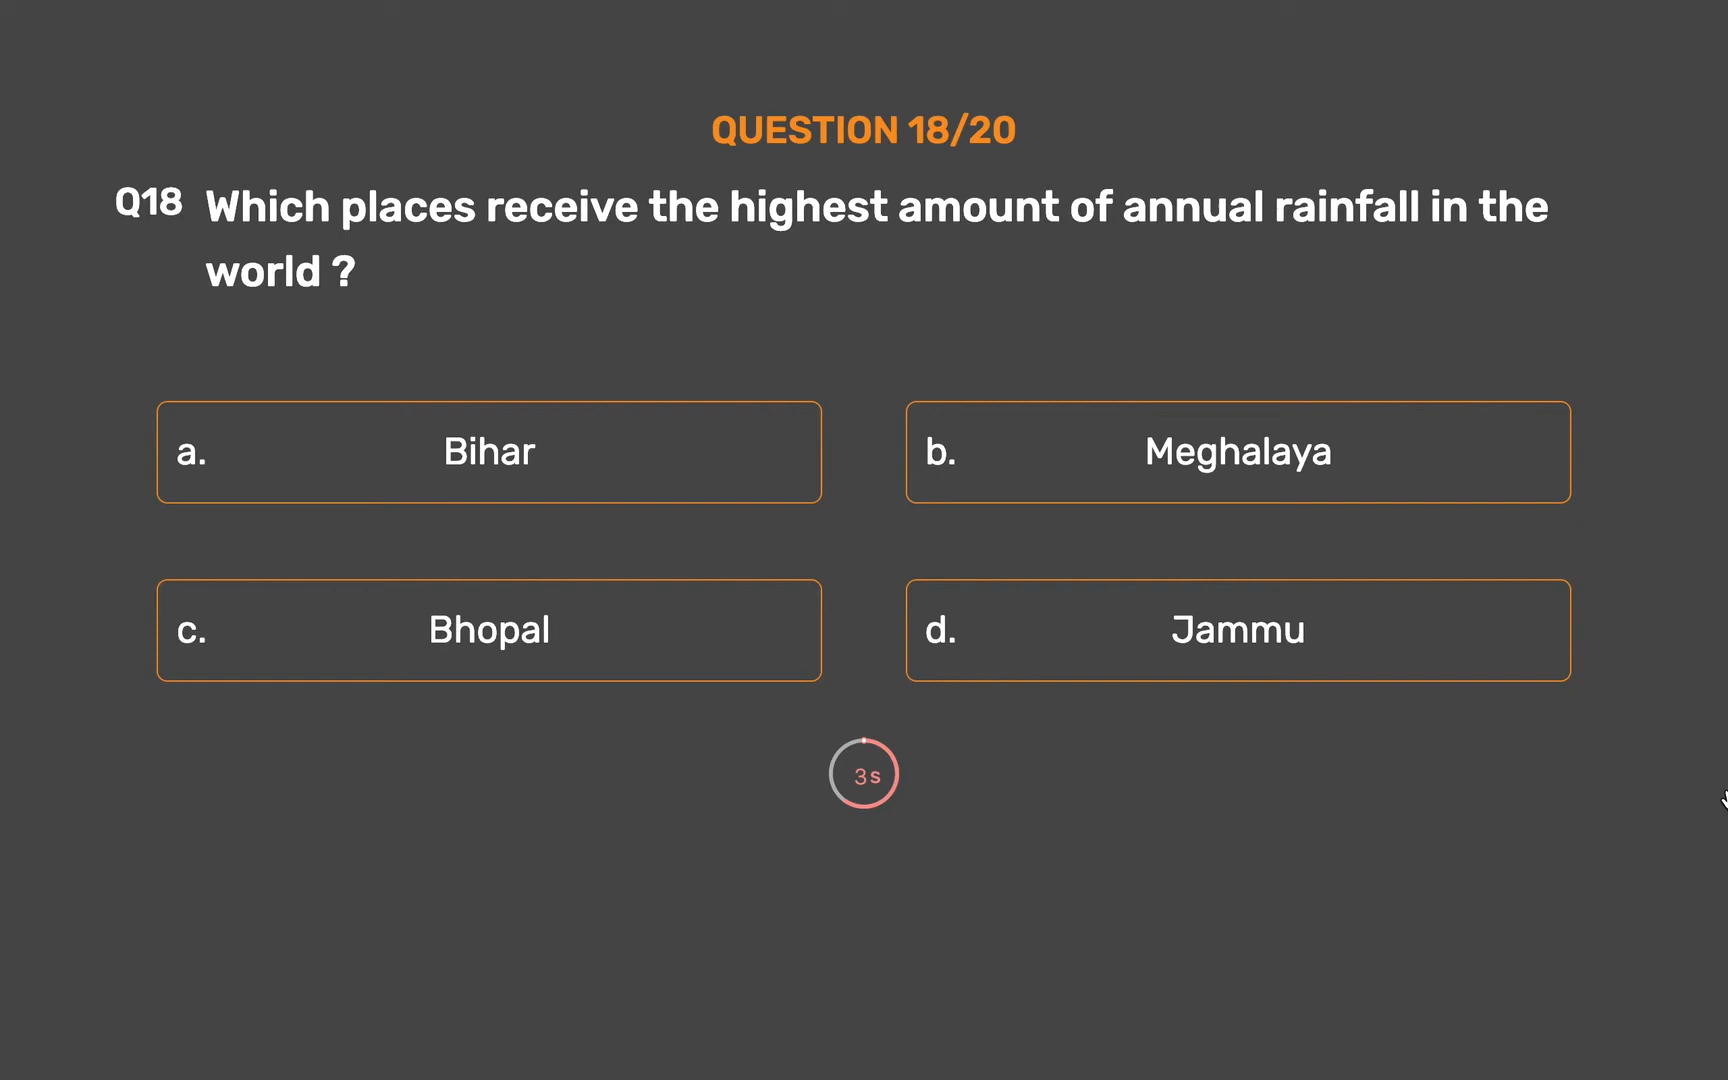 QUESTION 18/20
Q18 Which places receive the highest amount of annual rainfall in the
world ?
a. Bihar
b. Meghalaya
c. Bhopal
d. Jammu
3s